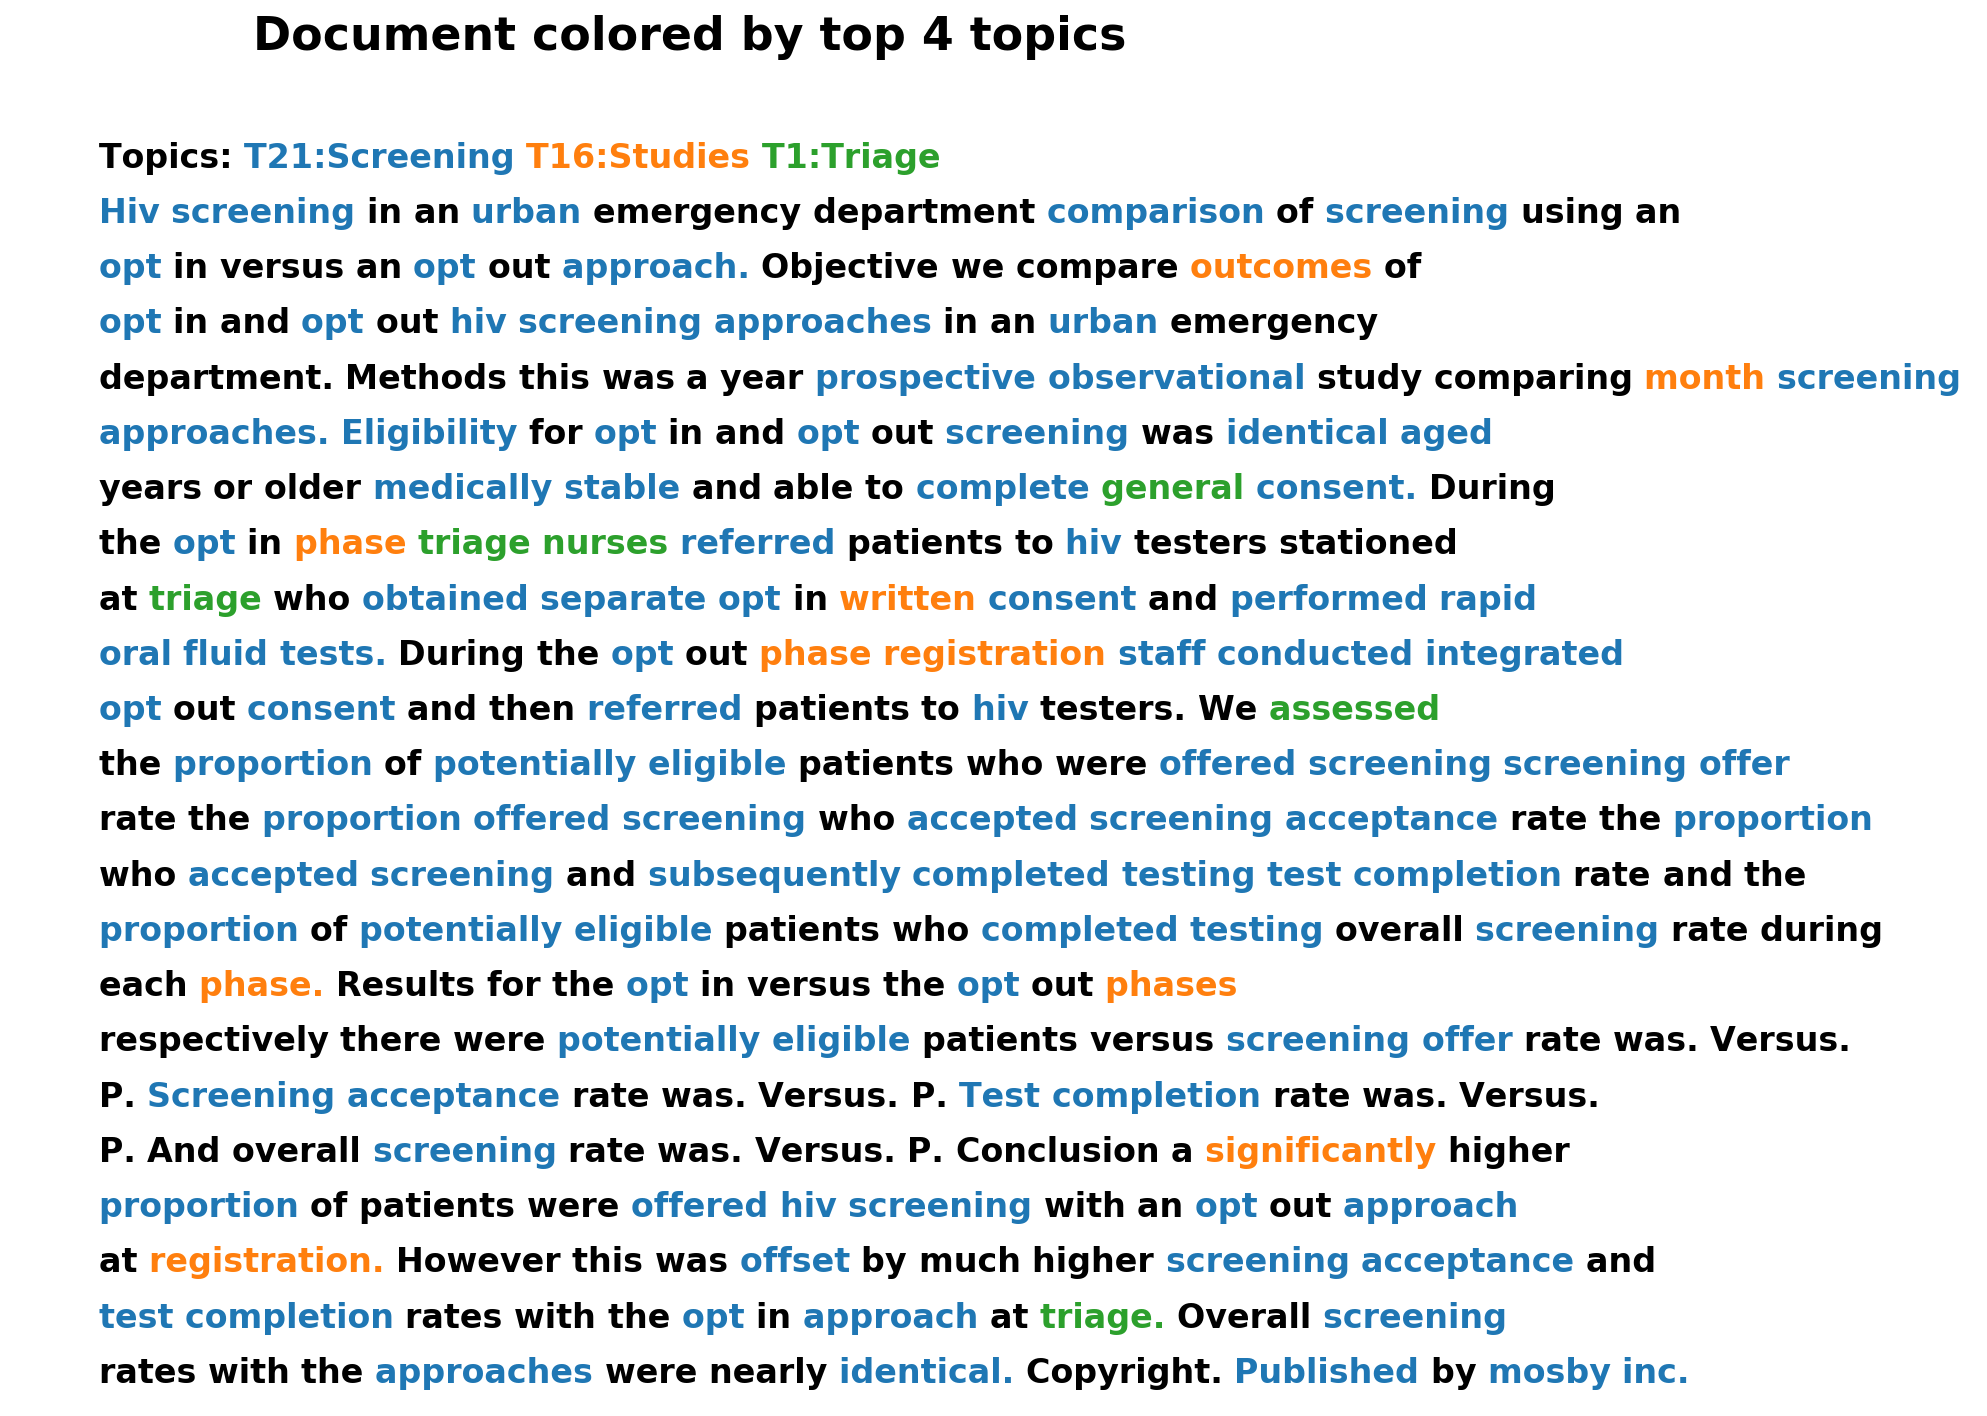 Document colored by top 4 topics
Topics: T21:Screening T16:Studies T1:Triage
Hiv screening in an urban emergency department comparison of screening using an
opt in versus an opt out approach. Objective we compare outcomes of
opt in and opt out hiv screening approaches in an urban emergency
department. Methods this was a year prospective observational study comparing month screening
approaches. Eligibility for opt in and opt out screening was identical aged
years or older medically stable and able to complete general consent. During
the opt in phase triage nurses referred patients to hiv testers stationed
at triage who obtained separate opt in written consent and performed rapid
oral fluid tests. During the opt out phase registration staff conducted integrated
opt out consent and then referred patients to hiv testers. We assessed
the proportion of potentially eligible patients who were offered screening screening offer
rate the proportion offered screening who accepted screening acceptance rate the proportion
who accepted screening and subsequently completed testing test completion rate and the
proportion of potentially eligible patients who completed testing overall screening rate during
each phase. Results for the opt in versus the opt out phases
respectively there were potentially eligible patients versus screening offer rate was. Versus.
P. Screening acceptance rate was. Versus. P. Test completion rate was. Versus.
P. And overall screening rate was. Versus. P. Conclusion a significantly higher
proportion of patients were offered hiv screening with an opt out approach
at registration. However this was offset by much higher screening acceptance and
test completion rates with the opt in approach at triage. Overall screening
rates with the approaches were nearly identical. Copyright. Published by mosby inc.